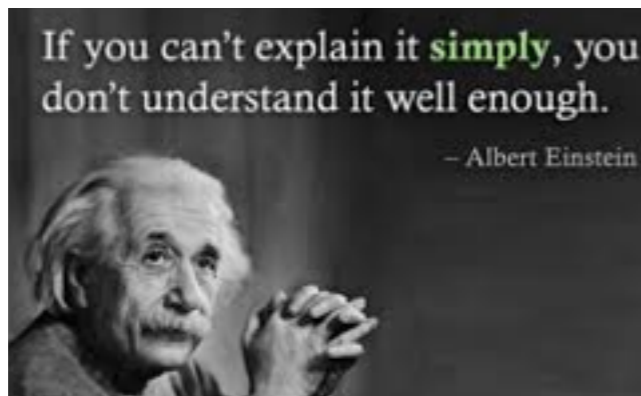 If you can't explain it simply, you
don't understand it well enough.
– Albert Einstein